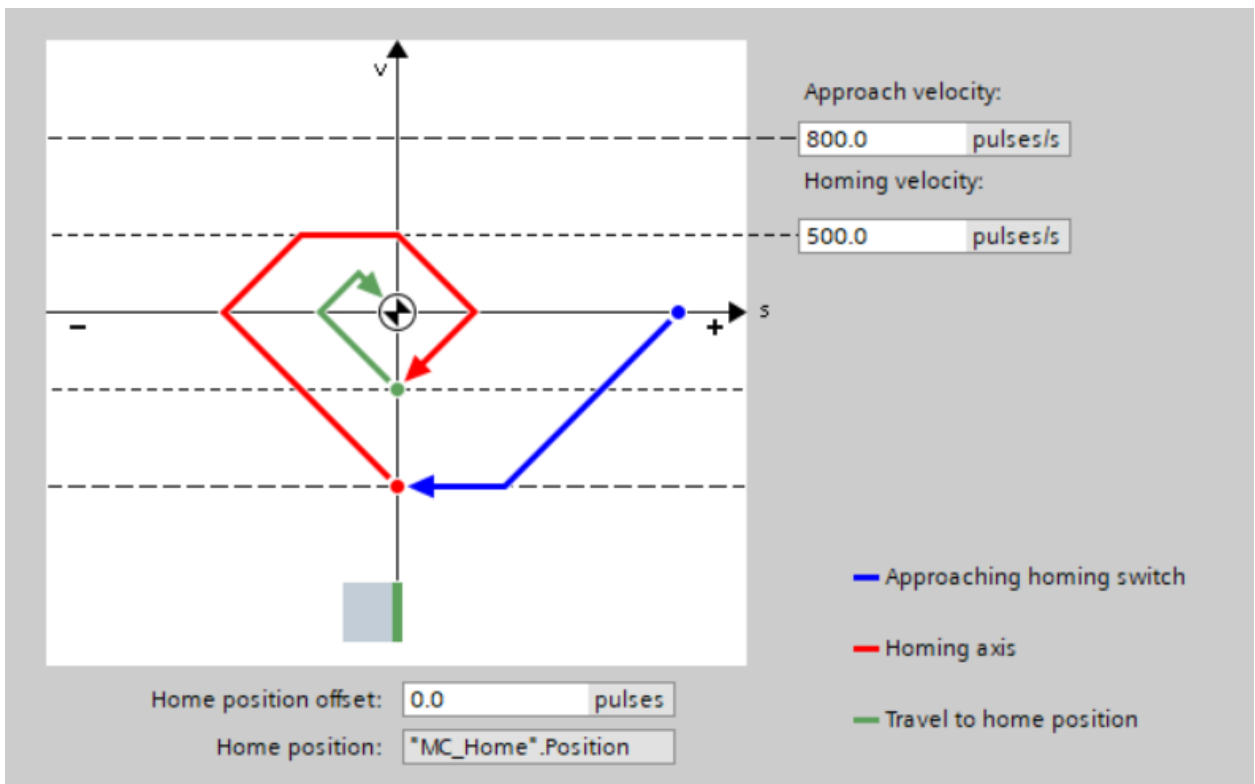 v
Approach velocity:
800.0 pulses/s
Homing velocity:
500.0 pulses/s
s
− +
Approaching homing switch
Homing axis
Home position offset: 0.0 pulses
Travel to home position
Home position: "MC_Home".Position